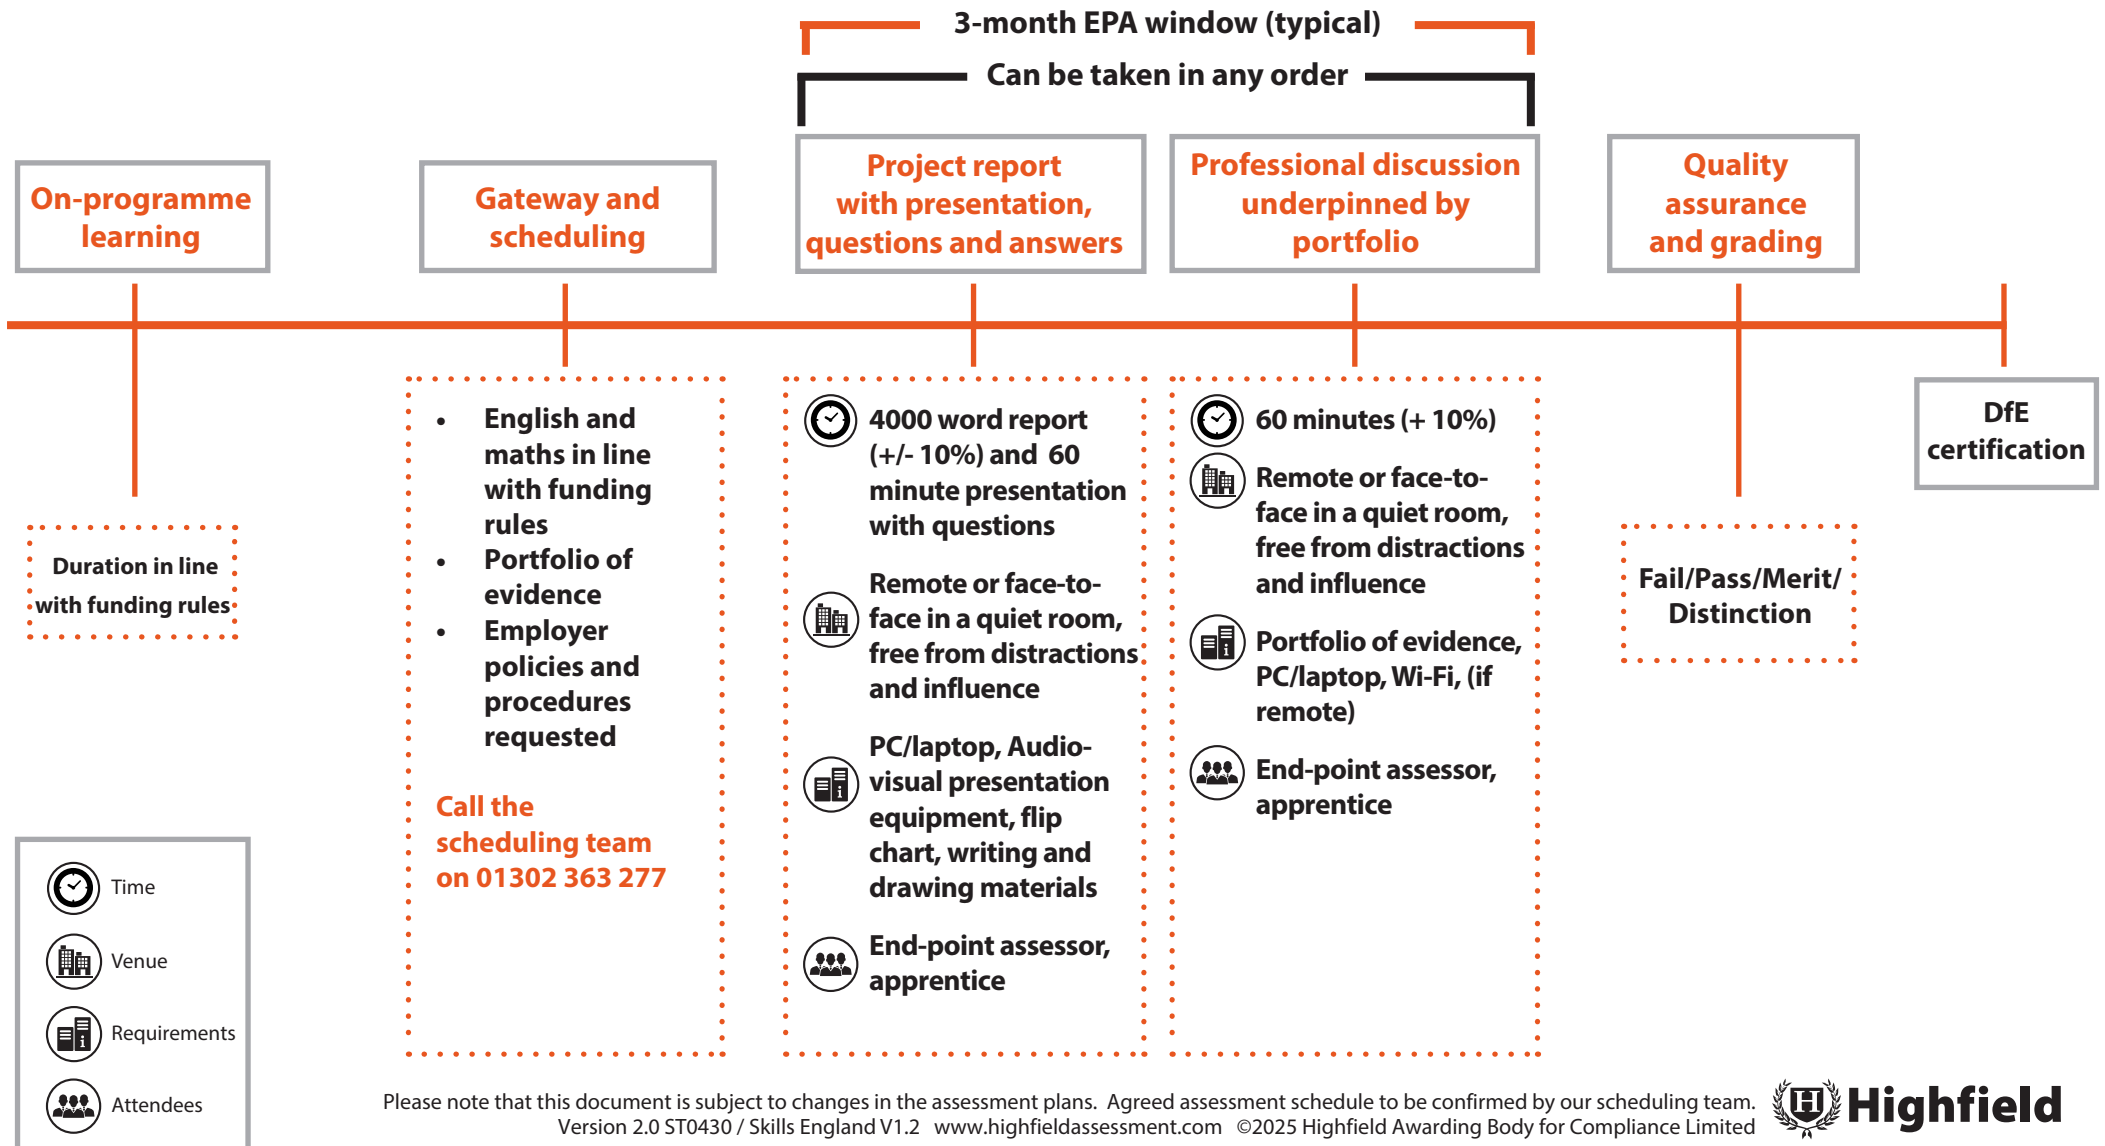 3-month EPA window (typical)
Can be taken in any order
On-programme
learning
Gateway and
scheduling
Project report
with presentation,
questions and answers
Professional discussion
underpinned by
portfolio
Quality
assurance
and grading
Duration in line
with funding rules
• English and
maths in line
with funding
rules
• Portfolio of
evidence
• Employer
policies and
procedures
requested
Call the
scheduling team
on 01302 363 277
4000 word report
(+/- 10%) and 60
minute presentation
with questions
Remote or face-to-
face in a quiet room,
free from distractions
and influence
PC/laptop, Audio-
visual presentation
equipment, flip
chart, writing and
drawing materials
End-point assessor,
apprentice
60 minutes (+ 10%)
Remote or face-to-
face in a quiet room,
free from distractions
and influence
Portfolio of evidence,
PC/laptop, Wi-Fi, (if
remote)
End-point assessor,
apprentice
Fail/Pass/Merit/
Distinction
DfE
certification
Time
Venue
Requirements
Attendees
Please note that this document is subject to changes in the assessment plans. Agreed assessment schedule to be confirmed by our scheduling team.
Version 2.0 ST0430 / Skills England V1.2 www.highfieldassessment.com ©2025 Highfield Awarding Body for Compliance Limited
H Highfield